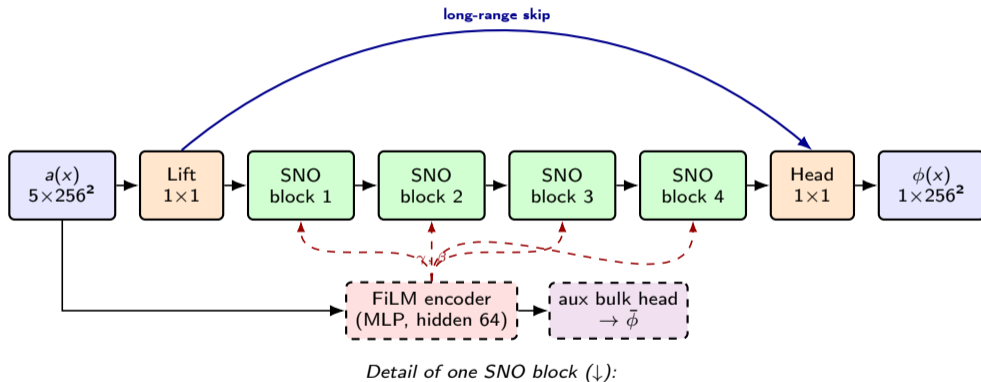 long-range skip
a(x)
5×256²
Lift
1×1
SNO
block 1
SNO
block 2
SNO
block 3
SNO
block 4
Head
1×1
ϕ(x)
1×256²
γ, β
FiLM encoder
(MLP, hidden 64)
aux bulk head
→ ϕ̄
Detail of one SNO block (↓):